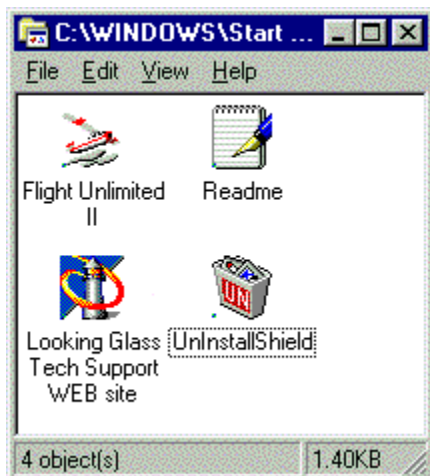 C:\WINDOWS\Start ...
File Edit View Help
Flight Unlimited
II
Readme
Looking Glass
Tech Support
WEB site
UnInstallShield
UN
4 object(s) 1.40KB